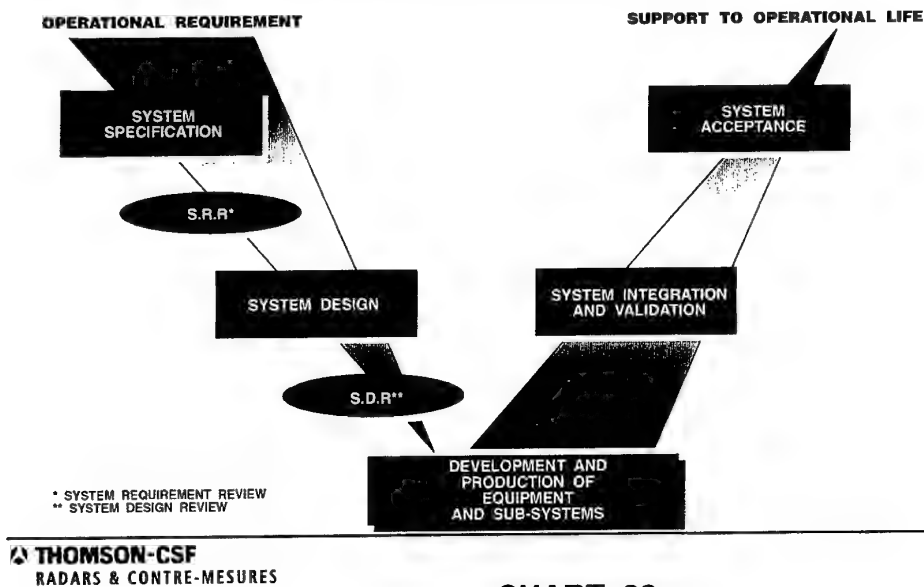 OPERATIONAL REQUIREMENT
SUPPORT TO OPERATIONAL LIFE
SYSTEM
SPECIFICATION
SYSTEM
ACCEPTANCE
S.R.R*
SYSTEM DESIGN
SYSTEM INTEGRATION
AND VALIDATION
S.D.R**
DEVELOPMENT AND
PRODUCTION OF
EQUIPMENT
AND SUB-SYSTEMS
* SYSTEM REQUIREMENT REVIEW
** SYSTEM DESIGN REVIEW
THOMSON-CSF
RADARS & CONTRE-MESURES